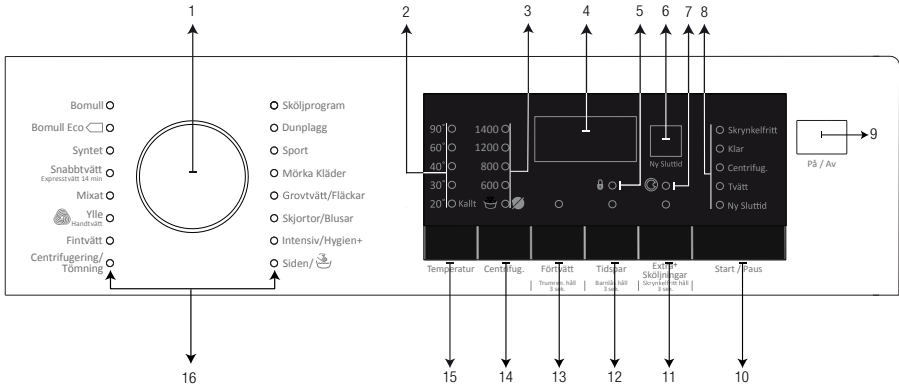 1
2
3
4
5
6
7
8
Bomull
Bomull Eco
Syntet
Snabbtvätt
Expresstvätt 14 min
Mixat
Ylle
Handtvätt
Fintvätt
Centrifugering/
Tömning
Sköljprogram
Dunplagg
Sport
Mörka Kläder
Grovtvätt/Fläckar
Skjortor/Blusar
Intensiv/Hygien+
Siden/
90°
60°
40°
30°
20° Kallt
1400
1200
800
600
Ny Sluttid
Skrynkelfritt
Klar
Centrifug.
Tvätt
Ny Sluttid
På / Av
9
Temperatur
Centrifug.
Förtvätt
Trumren. håll
3 sek.
Tidspar
Barnlås håll
3 sek.
Extra+
Sköljningar
Skrynkelfritt håll
3 sek.
Start / Paus
16
15
14
13
12
11
10